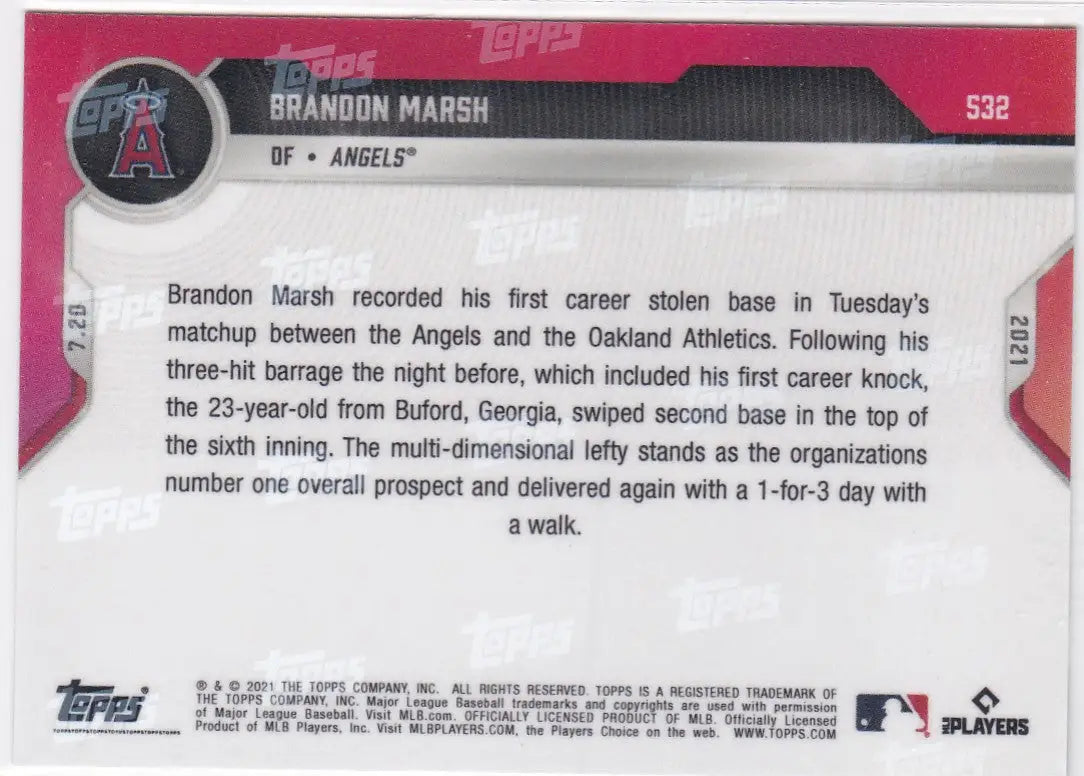 BRANDON MARSH
532
OF • ANGELS®
7.20
2021
Brandon Marsh recorded his first career stolen base in Tuesday's
matchup between the Angels and the Oakland Athletics. Following his
three-hit barrage the night before, which included his first career knock,
the 23-year-old from Buford, Georgia, swiped second base in the top of
the sixth inning. The multi-dimensional lefty stands as the organizations
number one overall prospect and delivered again with a 1-for-3 day with
a walk.
topps
® & © 2021 THE TOPPS COMPANY, INC. ALL RIGHTS RESERVED. TOPPS IS A REGISTERED TRADEMARK OF
THE TOPPS COMPANY, INC. Major League Baseball trademarks and copyrights are used with permission
of Major League Baseball. Visit MLB.com. OFFICIALLY LICENSED PRODUCT OF MLB. Officially Licensed
Product of MLB Players, Inc. Visit MLBPLAYERS.COM, the Players Choice on the web. WWW.TOPPS.COM
MLB PLAYERS